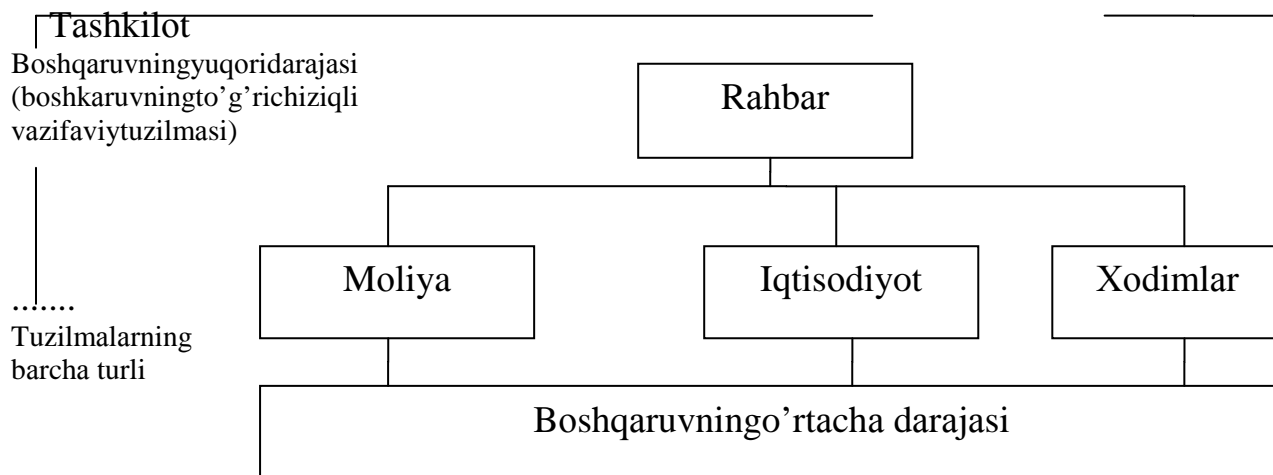 Tashkilot
Boshqaruvningyuqoridarajasi
(boshkaruvningto’g’richiziqli
vazifaviytuzilmasi)
Rahbar
Moliya
Iqtisodiyot
Xodimlar
.......
Tuzilmalarning
barcha turli
Boshqaruvningo’rtacha darajasi